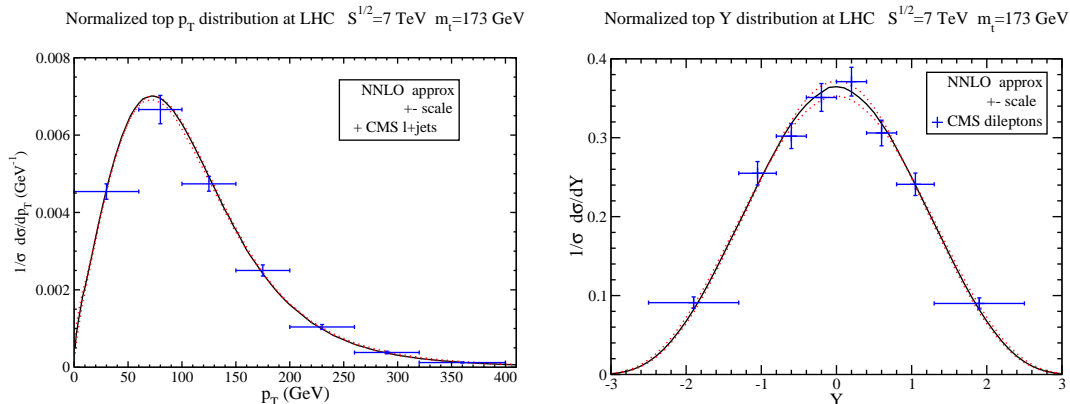 Normalized top p_T distribution at LHC S^1/2=7 TeV m_t=173 GeV
0.008
0.006
0.004
0.002
0
1/σ dσ/dp_T (GeV^-1)
NNLO approx
+- scale
+ CMS l+jets
0 50 100 150 200 250 300 350 400
p_T (GeV)
Normalized top Y distribution at LHC S^1/2=7 TeV m_t=173 GeV
0.4
0.3
0.2
0.1
0
1/σ dσ/dY
NNLO approx
+- scale
CMS dileptons
-3 -2 -1 0 1 2 3
Y